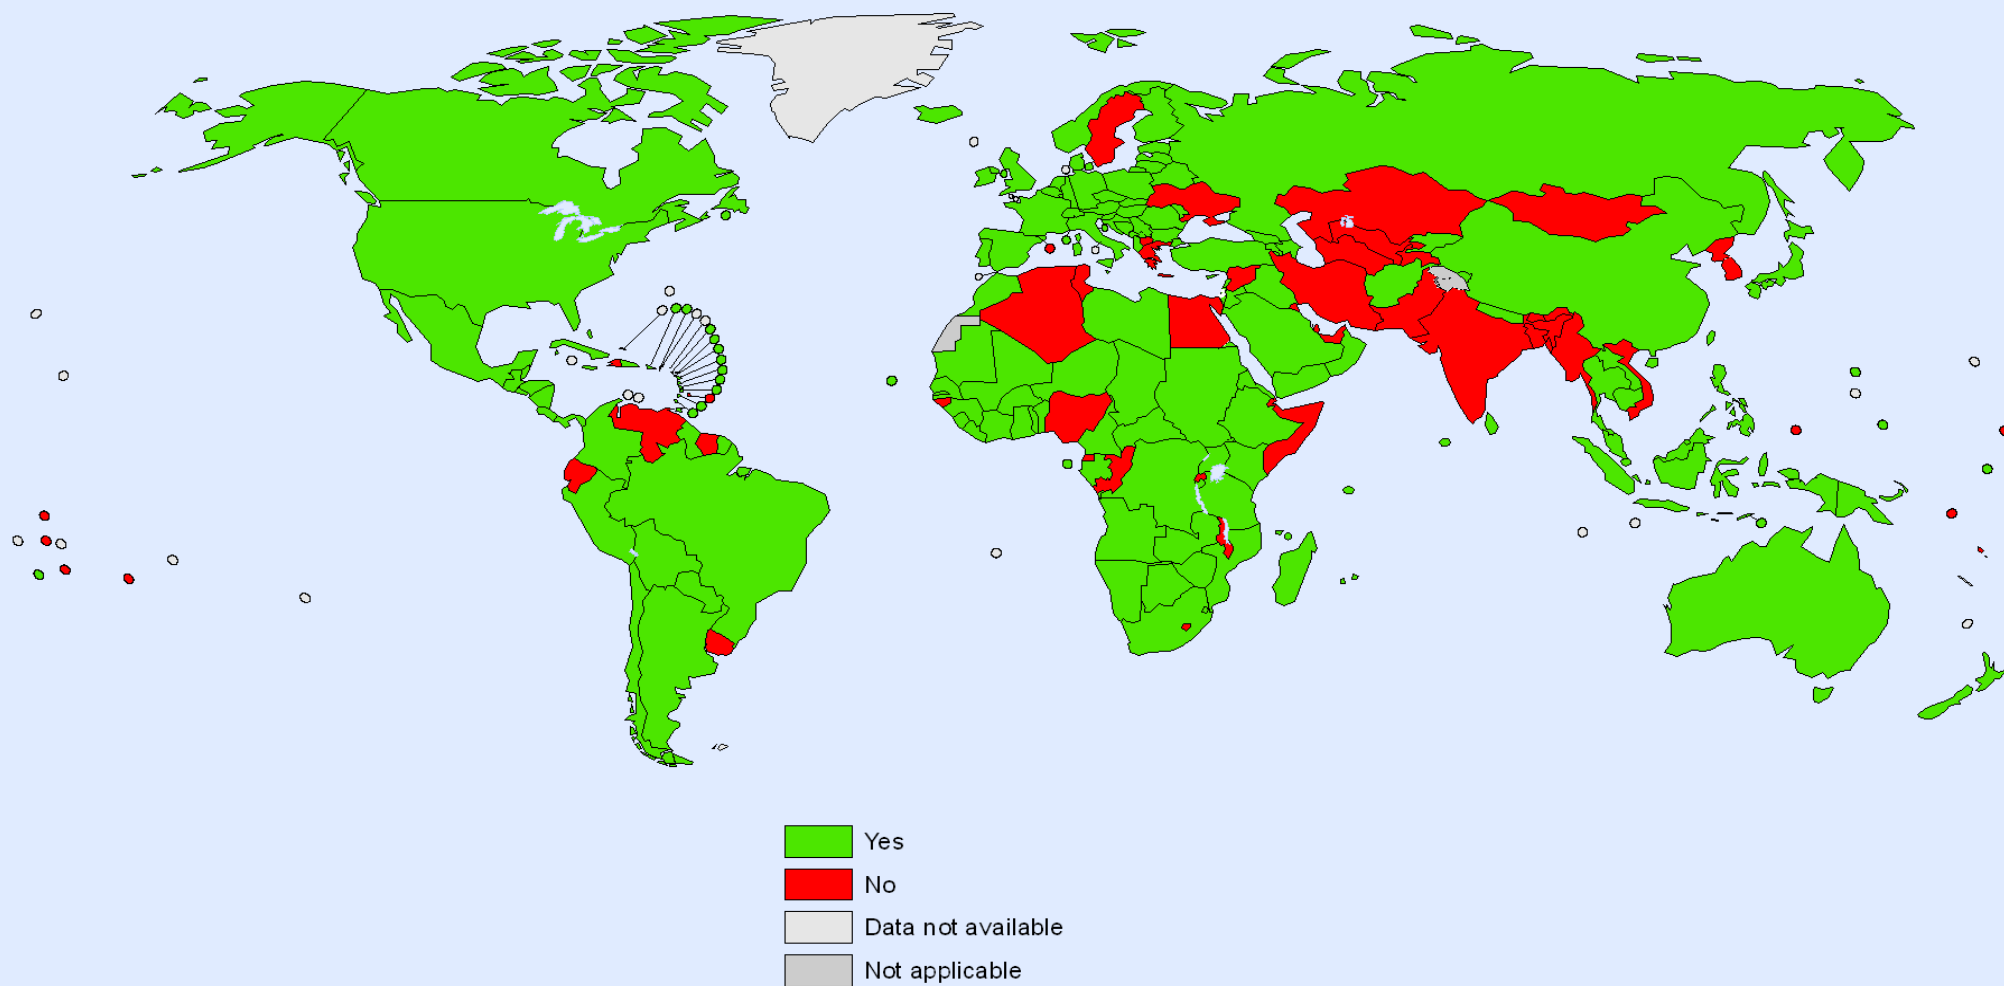 Yes
No
Data not available
Not applicable